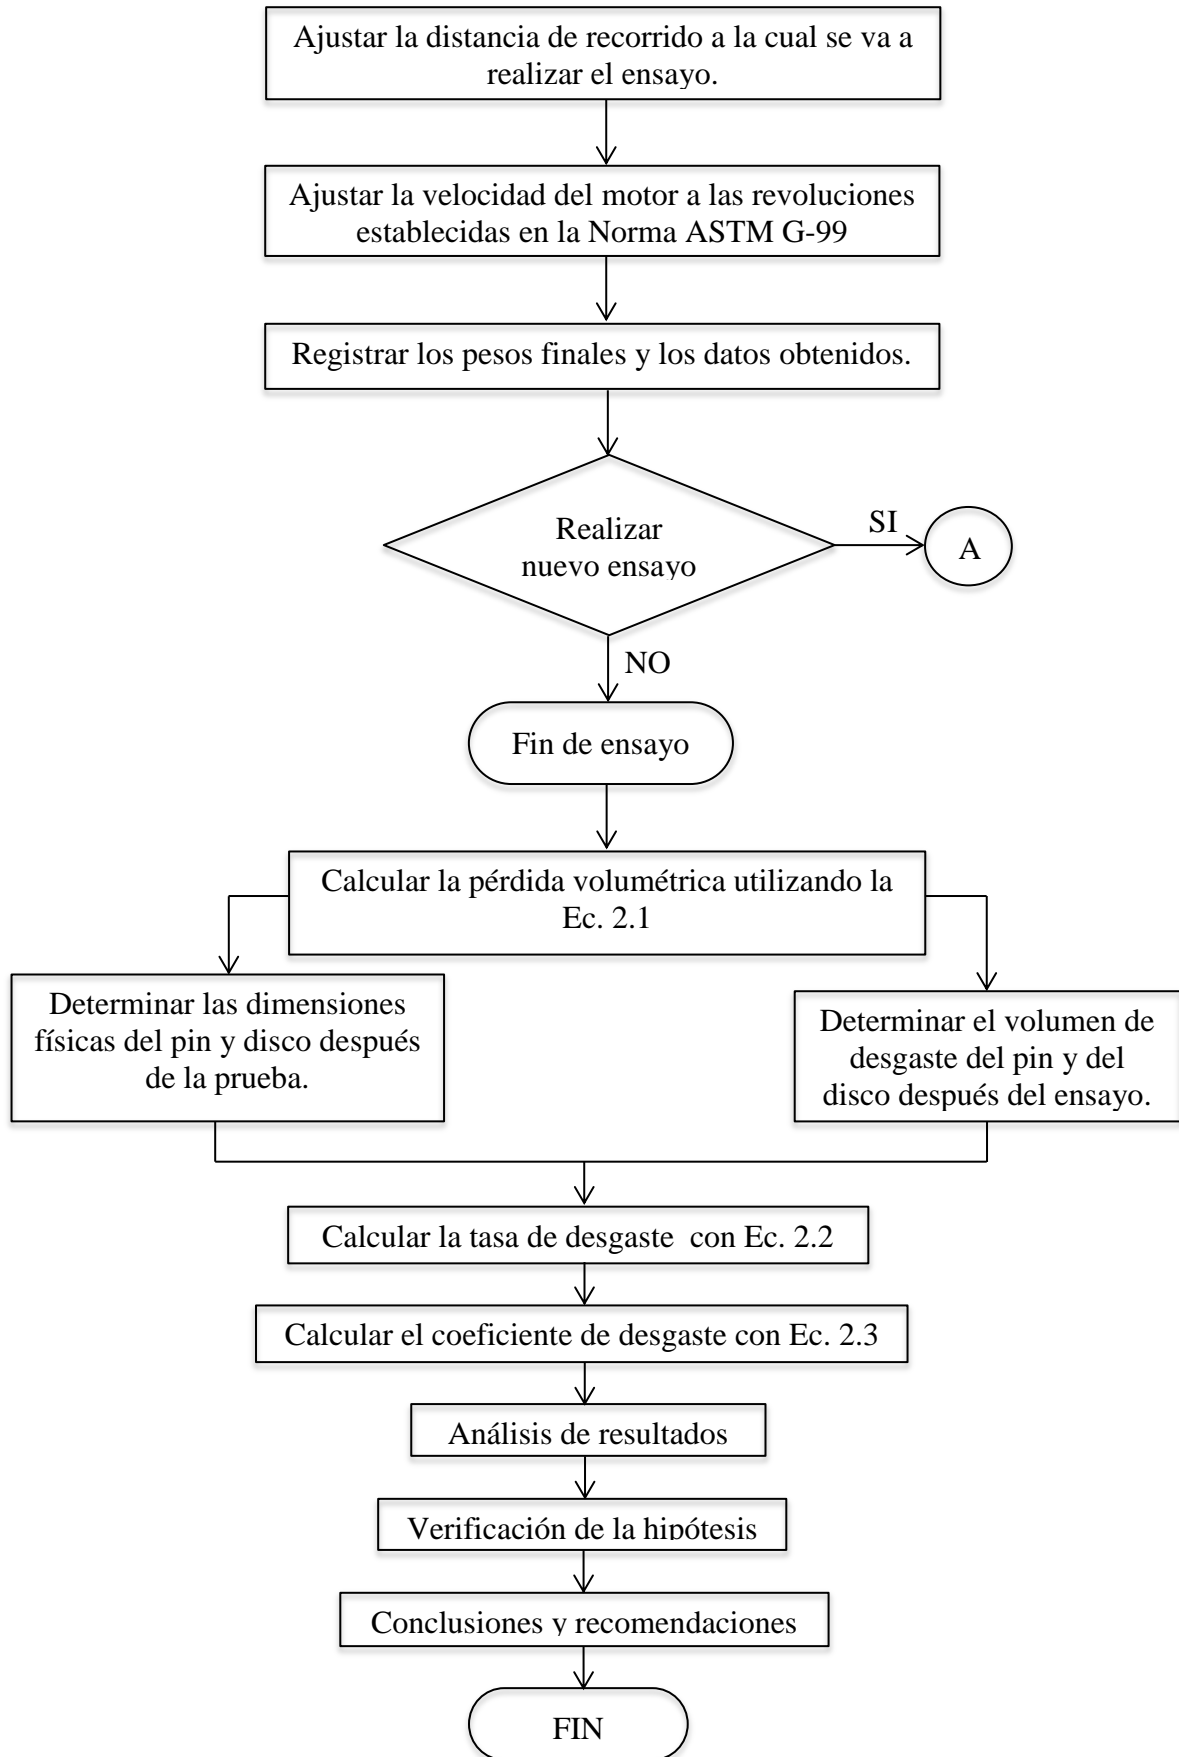 Ajustar la distancia de recorrido a la cual se va a
realizar el ensayo.
Ajustar la velocidad del motor a las revoluciones
establecidas en la Norma ASTM G-99
Registrar los pesos finales y los datos obtenidos.
Realizar
nuevo ensayo
SI
A
NO
Fin de ensayo
Calcular la pérdida volumétrica utilizando la
Ec. 2.1
Determinar las dimensiones
físicas del pin y disco después
de la prueba.
Determinar el volumen de
desgaste del pin y del
disco después del ensayo.
Calcular la tasa de desgaste  con Ec. 2.2
Calcular el coeficiente de desgaste con Ec. 2.3
Análisis de resultados
Verificación de la hipótesis
Conclusiones y recomendaciones
FIN